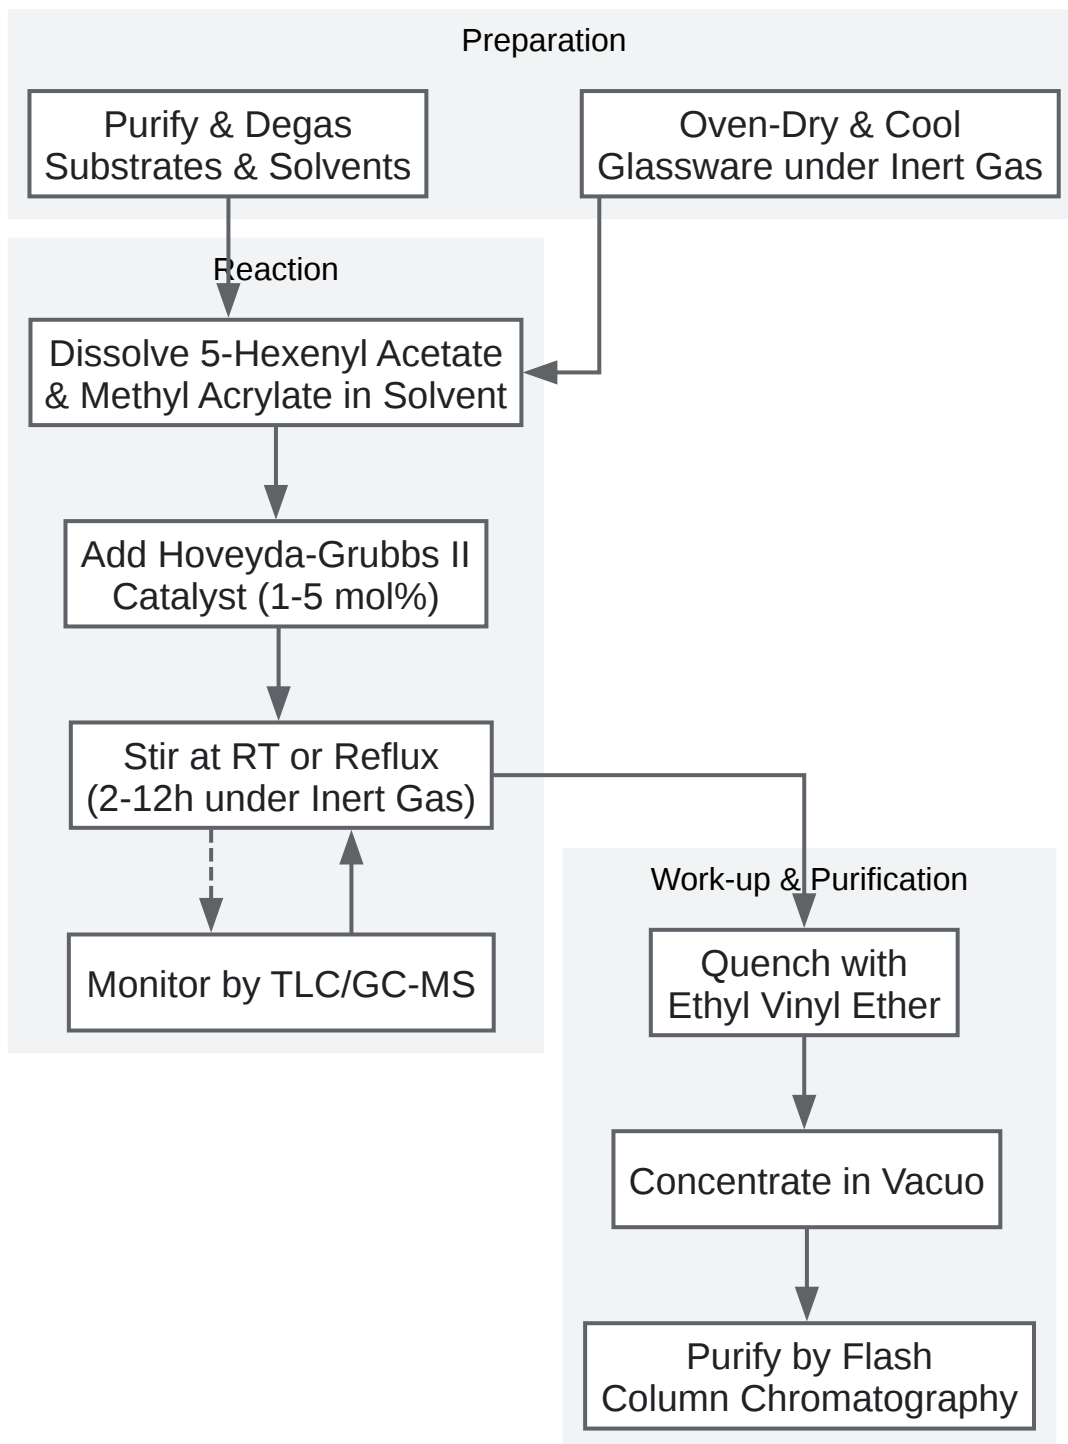 Preparation
Purify & Degas
Substrates & Solvents
Oven-Dry & Cool
Glassware under Inert Gas
Reaction
Dissolve 5-Hexenyl Acetate
& Methyl Acrylate in Solvent
Add Hoveyda-Grubbs II
Catalyst (1-5 mol%)
Stir at RT or Reflux
(2-12h under Inert Gas)
Monitor by TLC/GC-MS
Work-up & Purification
Quench with
Ethyl Vinyl Ether
Concentrate in Vacuo
Purify by Flash
Column Chromatography